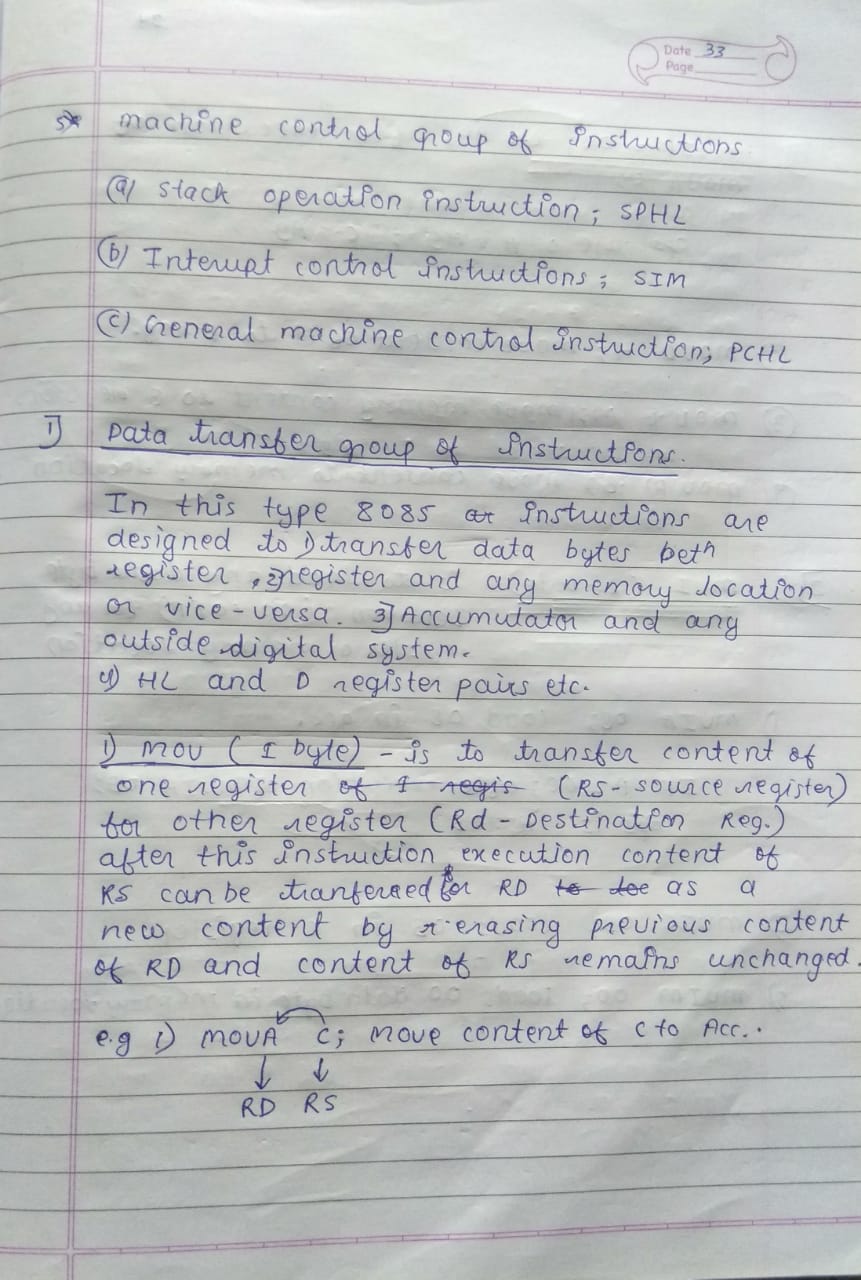 Date 33
Page
5* machine control group of instructions
(a) Stack operation instruction; SPHL
(b) Interrupt control instructions; SIM
(c) General machine control instruction; PCHL
1] Data transfer group of instructions.
In this type 8085 instructions are
designed to 1) transfer data bytes betn
register, 2) register and any memory location
or vice-versa. 3] Accumutator and any
outside digital system.
4) HL and D register pairs etc.
1) MOV (1 byte) - is to transfer content of
one register of 1 regis (RS- source register)
for other register (Rd - Destination Reg.)
after this instruction execution content of
RS can be tranferred for RD to as a
new content by erasing previous content
of RD and content of RS remains unchanged.
e.g 1) MOVA C; Move content of C to Acc..
↓ ↓
RD RS